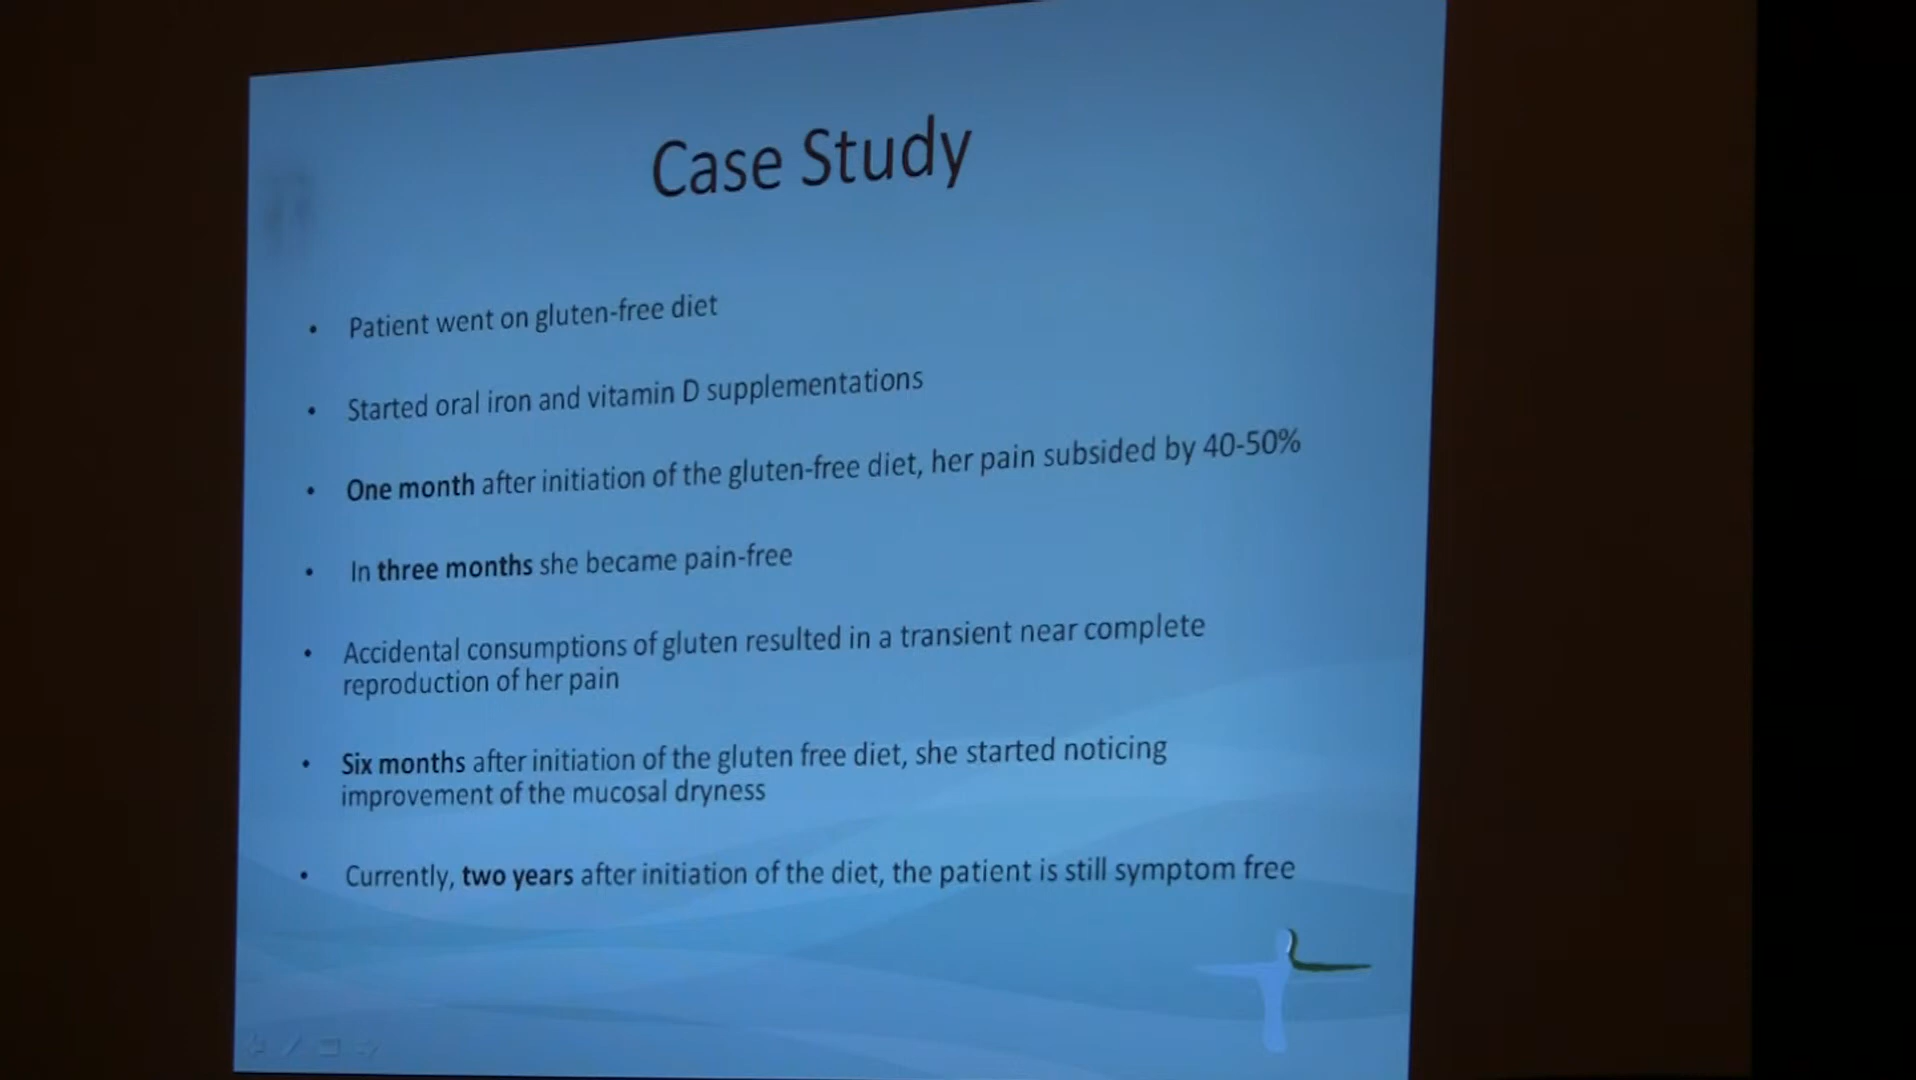 Case Study
• Patient went on gluten-free diet
• Started oral iron and vitamin D supplementations
• One month after initiation of the gluten-free diet, her pain subsided by 40-50%
• In three months she became pain-free
• Accidental consumptions of gluten resulted in a transient near complete
reproduction of her pain
• Six months after initiation of the gluten free diet, she started noticing
improvement of the mucosal dryness
• Currently, two years after initiation of the diet, the patient is still symptom free